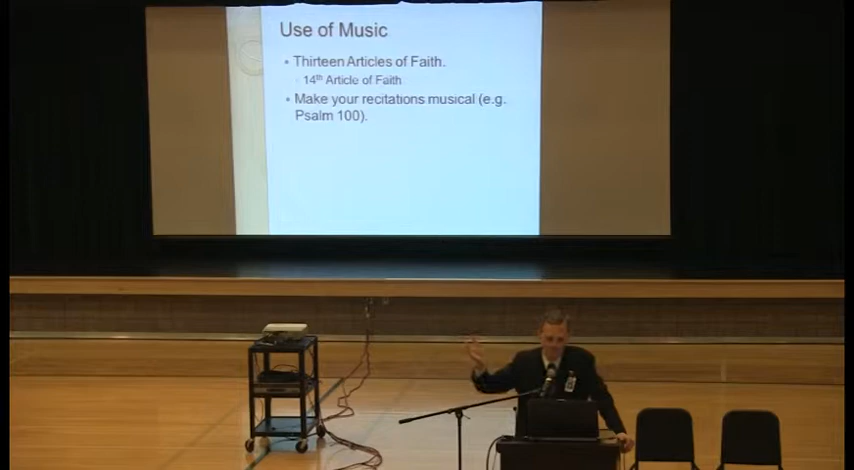 Use of Music
• Thirteen Articles of Faith.
14th Article of Faith
• Make your recitations musical (e.g.
Psalm 100).